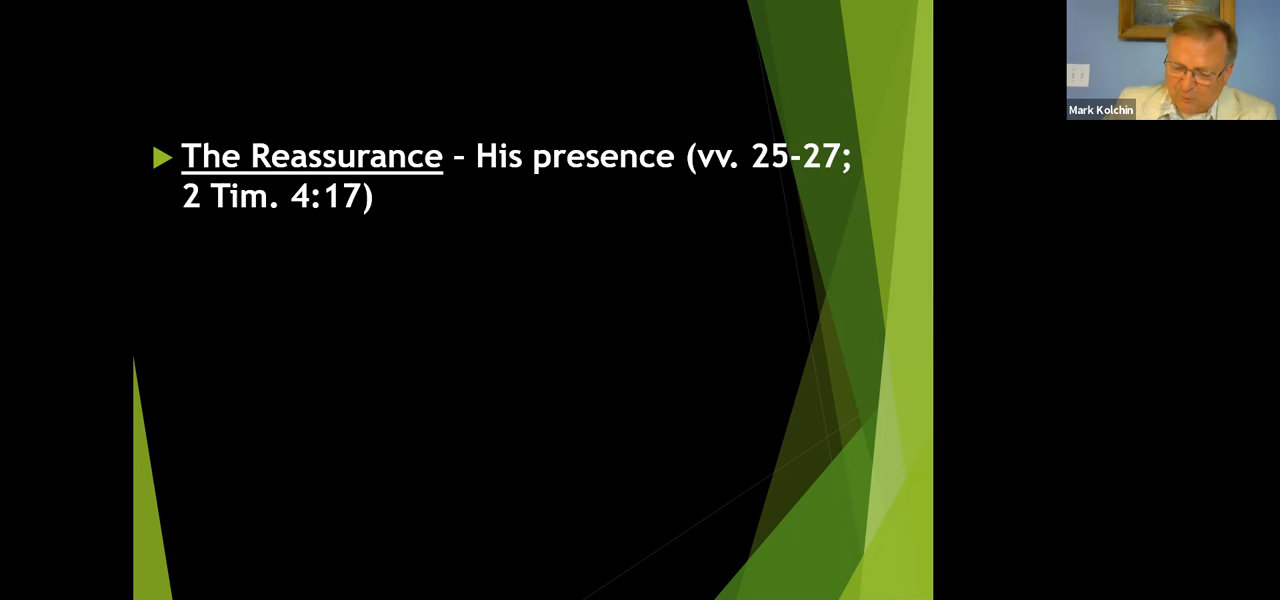 The Reassurance – His presence (vv. 25-27;
2 Tim. 4:17)
Mark Kolchin